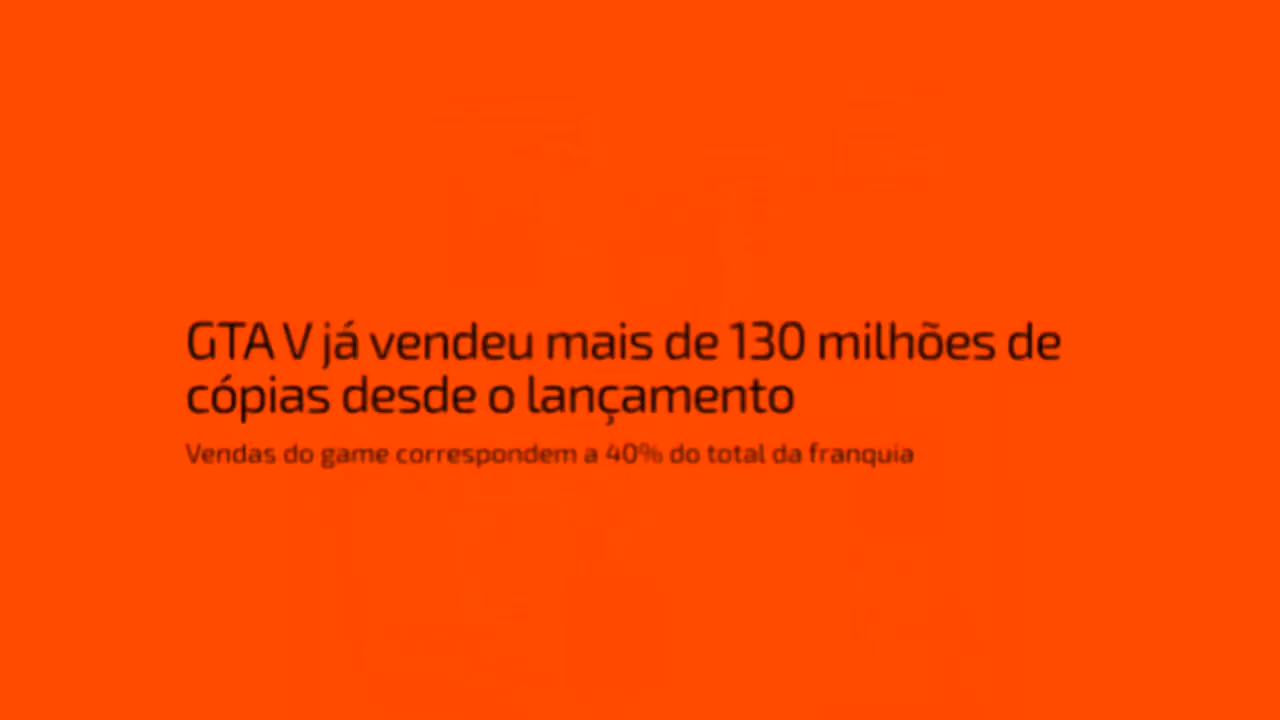 GTA V já vendeu mais de 130 milhões de
cópias desde o lançamento
Vendas do game correspondem a 40% do total da franquia